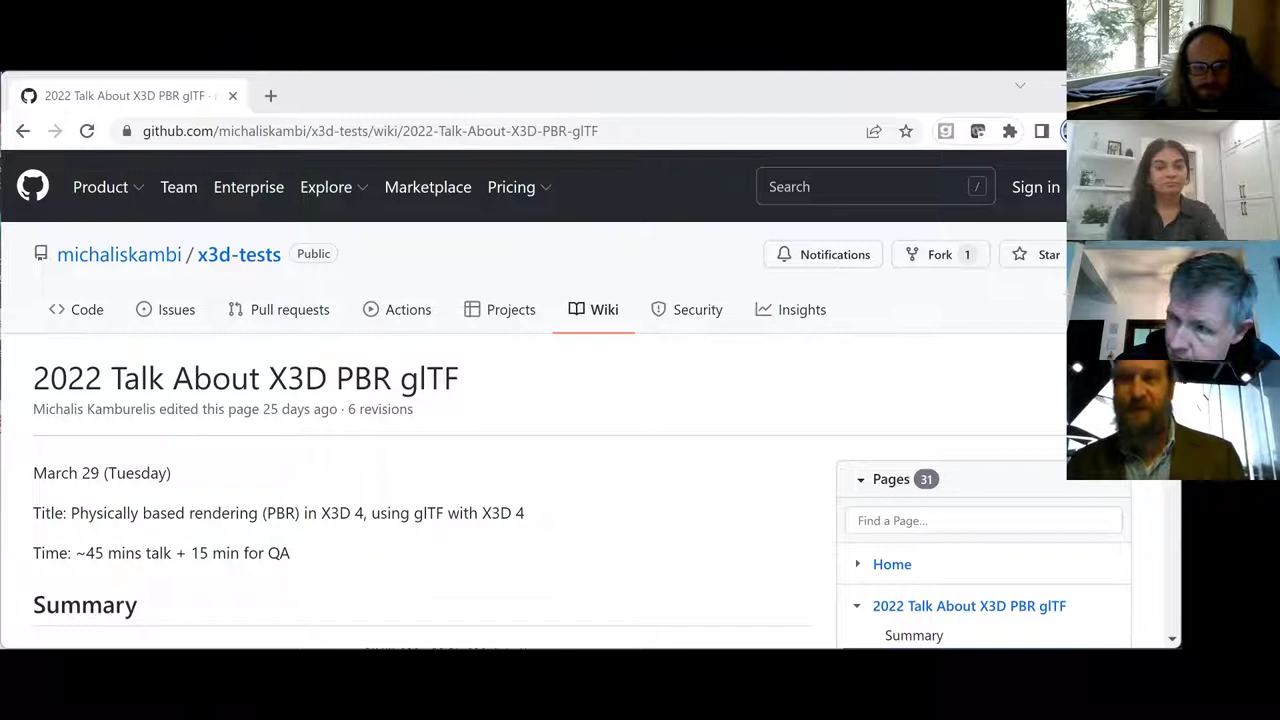 2022 Talk About X3D PBR glTF ·
github.com/michaliskambi/x3d-tests/wiki/2022-Talk-About-X3D-PBR-glTF
Product Team Enterprise Explore Marketplace Pricing Search / Sign in
michaliskambi / x3d-tests Public Notifications Fork 1 Star
Code Issues Pull requests Actions Projects Wiki Security Insights
2022 Talk About X3D PBR glTF
Michalis Kamburelis edited this page 25 days ago · 6 revisions
March 29 (Tuesday)
Title: Physically based rendering (PBR) in X3D 4, using glTF with X3D 4
Time: ~45 mins talk + 15 min for QA
Summary
Pages 31
Find a Page...
Home
2022 Talk About X3D PBR glTF
Summary